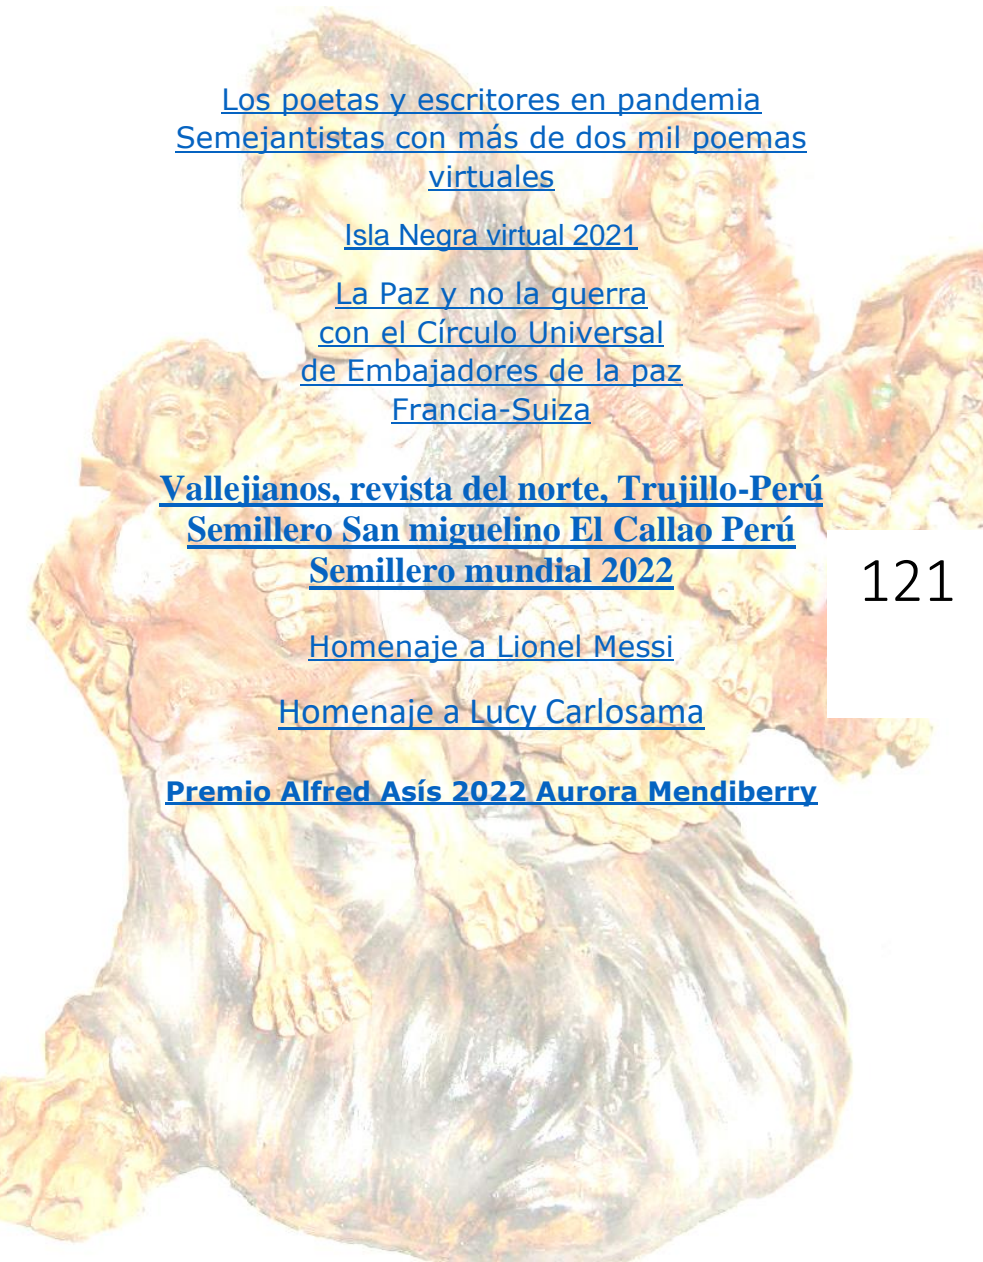 Los poetas y escritores en pandemia
Semejantistas con más de dos mil poemas
virtuales
Isla Negra virtual 2021
La Paz y no la guerra
con el Círculo Universal
de Embajadores de la paz
Francia-Suiza
Vallejianos, revista del norte, Trujillo-Perú
Semillero San miguelino El Callao Perú
Semillero mundial 2022
121
Homenaje a Lionel Messi
Homenaje a Lucy Carlosama
Premio Alfred Asís 2022 Aurora Mendiberry